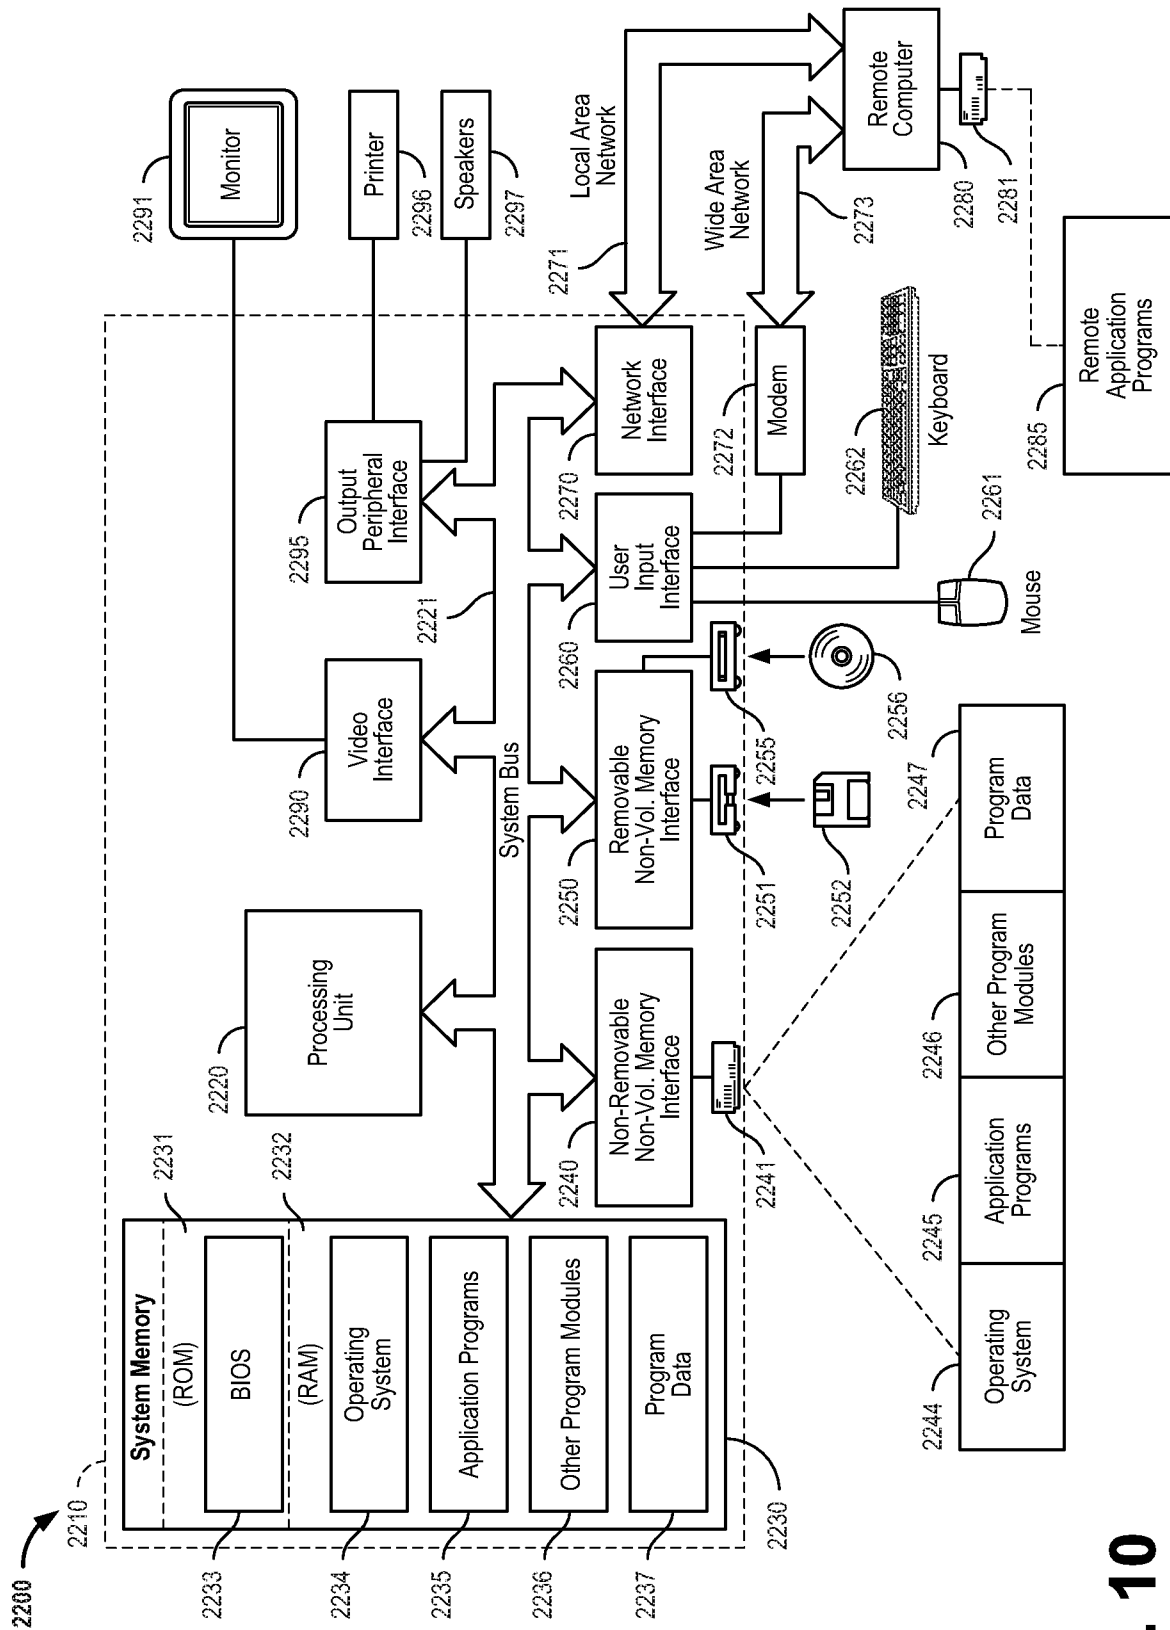 2200
2210
System Memory
(ROM)
2231
BIOS
2233
(RAM)
2232
Operating
System
2234
Application Programs
2235
Other Program Modules
2236
Program
Data
2237
2230
2220
Processing
Unit
2290
Video
Interface
2295
Output
Peripheral
Interface
2291
Monitor
Printer
2296
Speakers
2297
System Bus
2221
2240
Non-Removable
Non-Vol. Memory
Interface
2250
Removable
Non-Vol. Memory
Interface
2260
User
Input
Interface
2270
Network
Interface
2271
Local Area
Network
2241
2251
2255
2252
2256
2272
Modem
Wide Area
Network
2273
Remote
Computer
2280
2281
2262
Keyboard
2261
Mouse
2244
Operating
System
2245
Application
Programs
2246
Other Program
Modules
2247
Program
Data
2285
Remote
Application
Programs
. 10